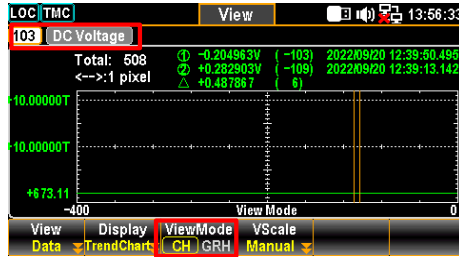 LOC TMC View 13:56:33
103 DC Voltage
Total: 508 ① -0.204963V (-103) 2022/09/20 12:39:50.495
<-->:1 pixel ② +0.282903V (-109) 2022/09/20 12:39:13.142
△ +0.487867 ( 6)
+10.00000T
+10.00000T
+673.11
-400 View Mode 0
View Display ViewMode VScale
Data TrendChart CH GRH Manual